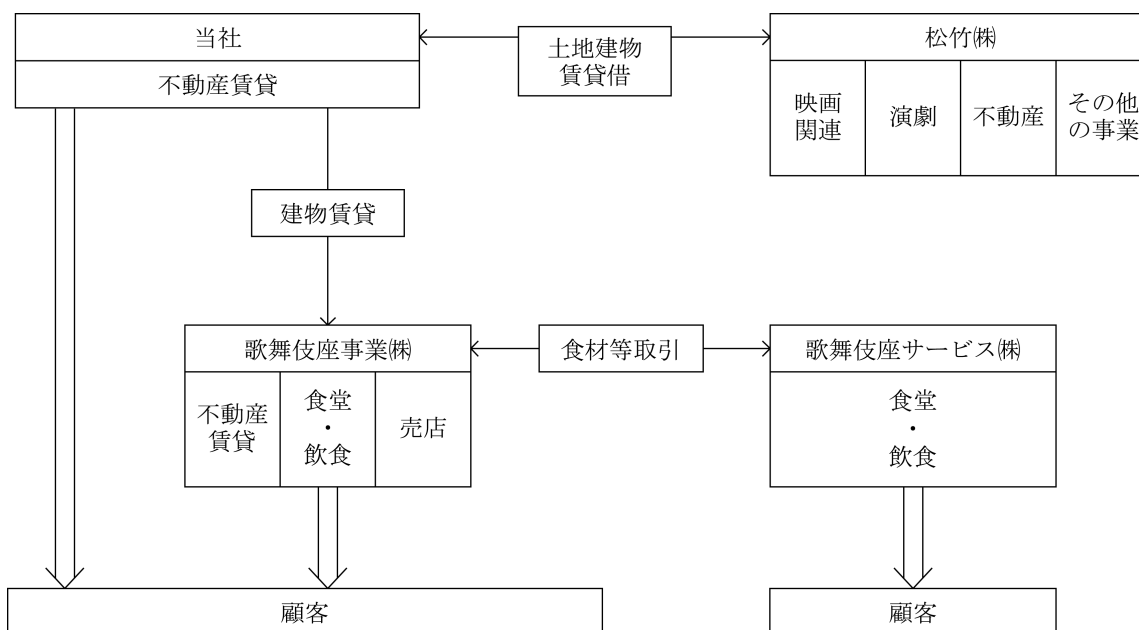 当社
不動産賃貸
土地建物
賃貸借
松竹㈱
映画
関連
演劇
不動産
その他
の事業
建物賃貸
歌舞伎座事業㈱
不動産
賃貸
食堂
・
飲食
売店
食材等取引
歌舞伎座サービス㈱
食堂
・
飲食
顧客
顧客